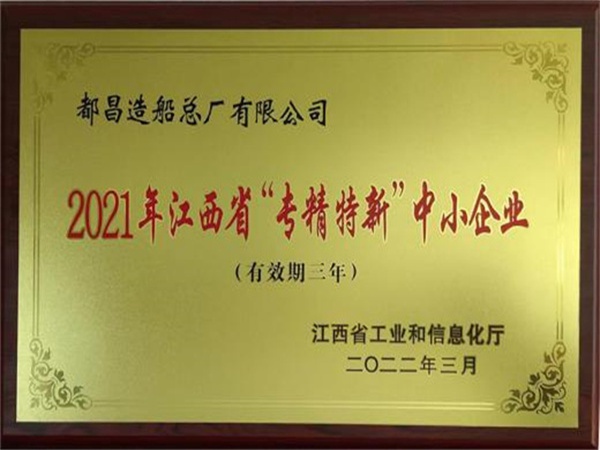 都昌造船总厂有限公司
2021年江西省“专精特新”中小企业
(有效期三年)
江西省工业和信息化厅
二〇二二年三月